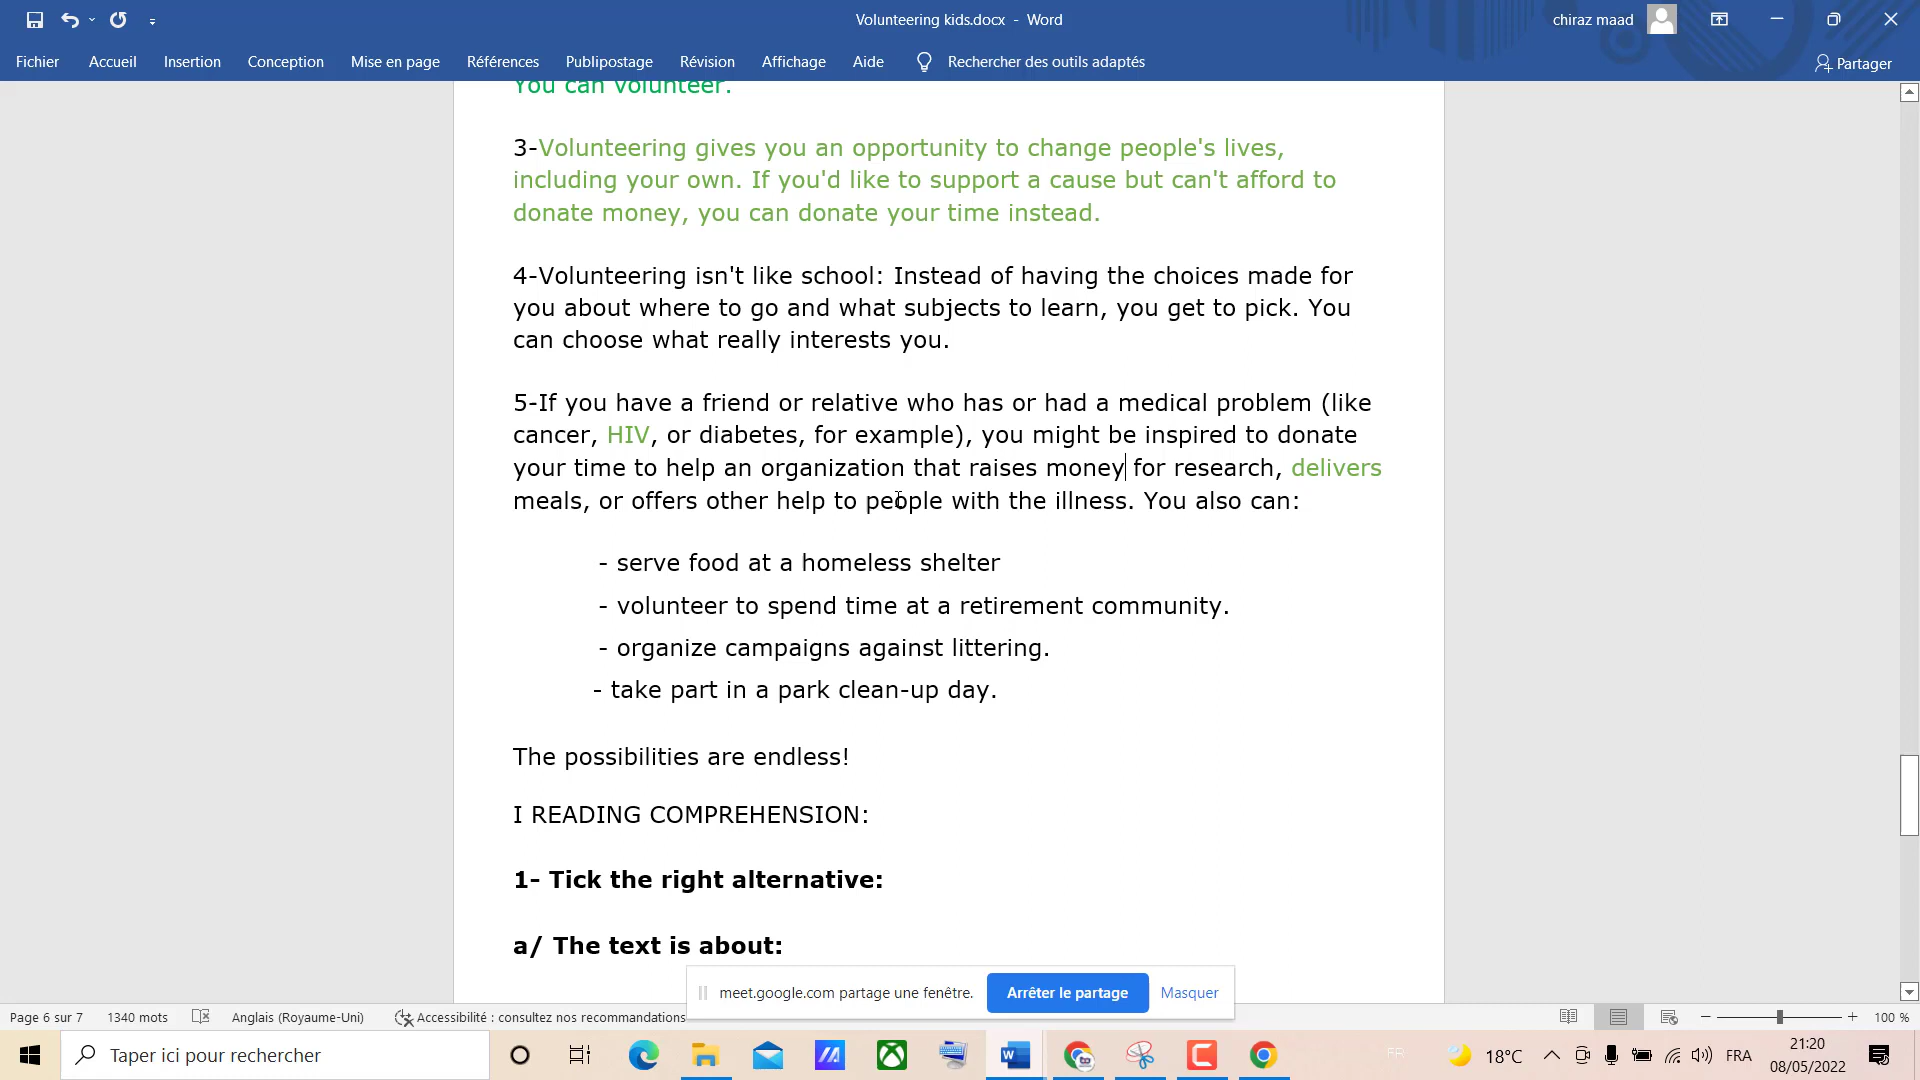 Volunteering kids.docx - Word
chiraz maad
Fichier Accueil Insertion Conception Mise en page Références Publipostage Révision Affichage Aide Rechercher des outils adaptés Partager
You can volunteer.
3-Volunteering gives you an opportunity to change people's lives,
including your own. If you'd like to support a cause but can't afford to
donate money, you can donate your time instead.
4-Volunteering isn't like school: Instead of having the choices made for
you about where to go and what subjects to learn, you get to pick. You
can choose what really interests you.
5-If you have a friend or relative who has or had a medical problem (like
cancer, HIV, or diabetes, for example), you might be inspired to donate
your time to help an organization that raises money for research, delivers
meals, or offers other help to people with the illness. You also can:
- serve food at a homeless shelter
- volunteer to spend time at a retirement community.
- organize campaigns against littering.
- take part in a park clean-up day.
The possibilities are endless!
I READING COMPREHENSION:
1- Tick the right alternative:
a/ The text is about:
meet.google.com partage une fenêtre. Arrêter le partage Masquer
Page 6 sur 7 1340 mots Anglais (Royaume-Uni) Accessibilité : consultez nos recommandations 100 %
Taper ici pour rechercher
FR 18°C FRA
21:20
08/05/2022